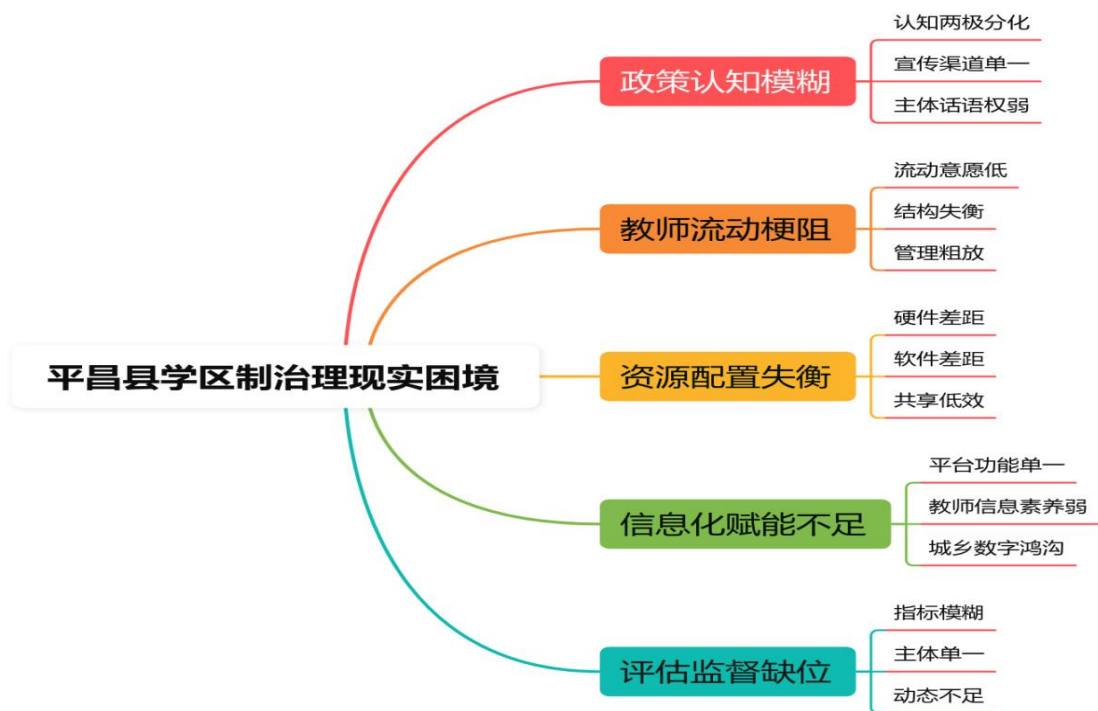 平昌县学区制治理现实困境
政策认知模糊
认知两极分化
宣传渠道单一
主体话语权弱
教师流动梗阻
流动意愿低
结构失衡
管理粗放
资源配置失衡
硬件差距
软件差距
共享低效
信息化赋能不足
平台功能单一
教师信息素养弱
城乡数字鸿沟
评估监督缺位
指标模糊
主体单一
动态不足